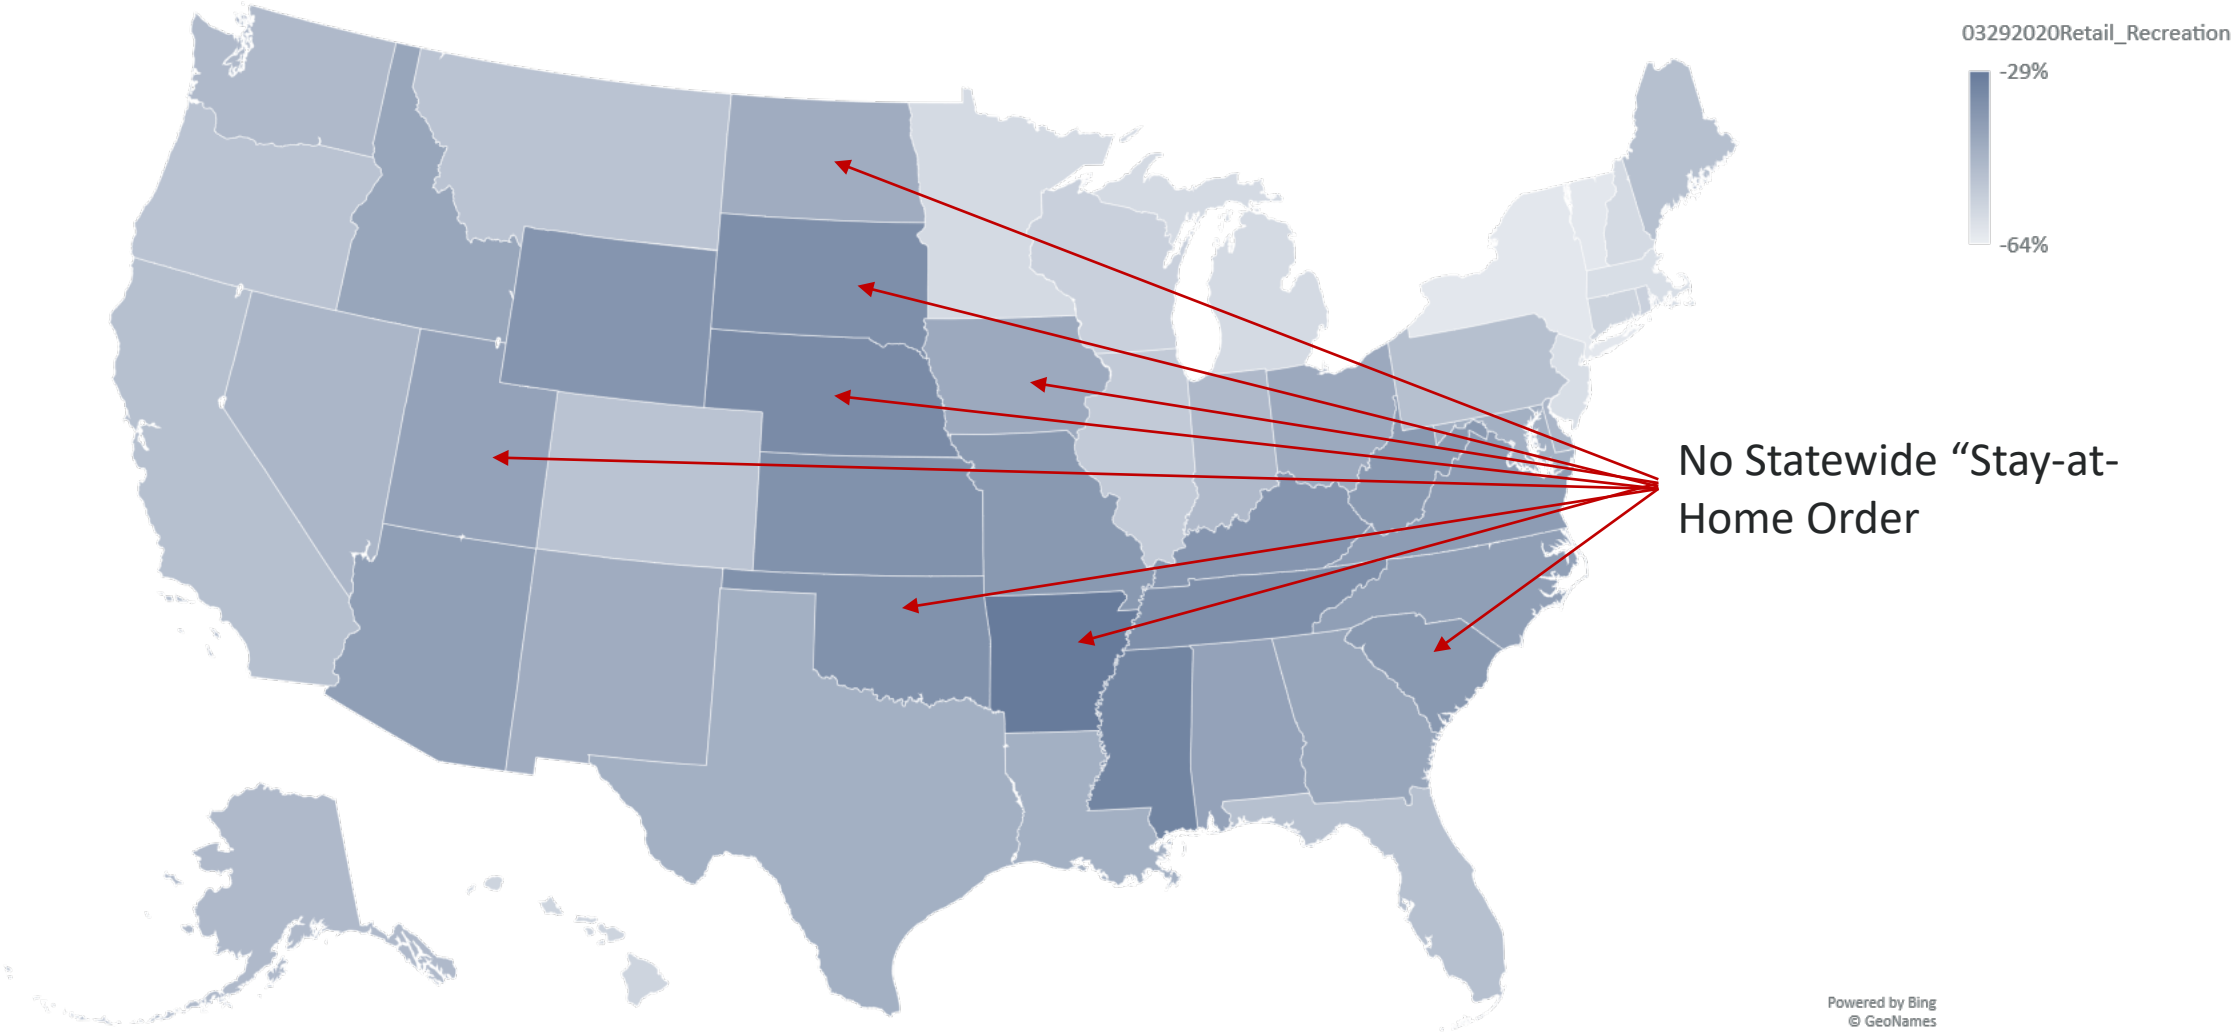 03292020Retail_Recreation
-29%
-64%
No Statewide “Stay-at-
Home Order
Powered by Bing
© GeoNames